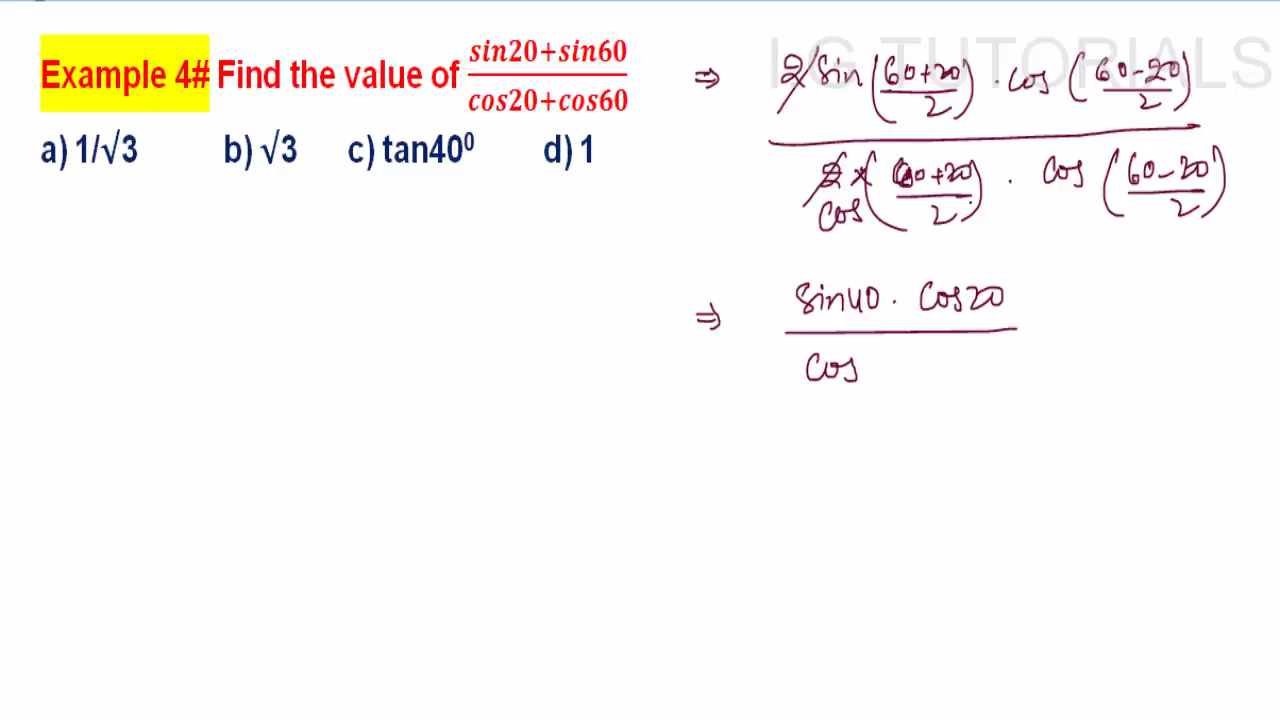 IG TUTORIALS
Example 4# Find the value of (sin20+sin60)/(cos20+cos60)
a) 1/√3 b) √3 c) tan40⁰ d) 1
⇒ 2 sin((60+20)/2) · cos((60-20)/2)
2 × cos((60+20)/2) · cos((60-20)/2)
⇒ sin40 · cos20
cos